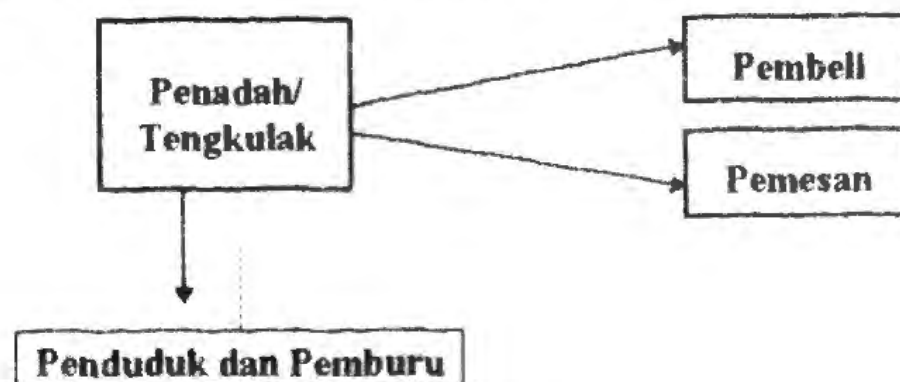 Penadah/
Tengkulak
Pembeli
Pemesan
Penduduk dan Pemburu